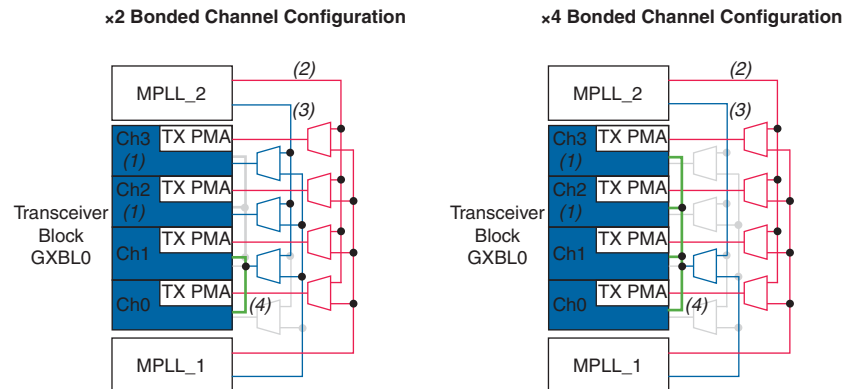 ×2 Bonded Channel Configuration
(2)
MPLL_2
(3)
Ch3
TX PMA
(1)
Ch2
TX PMA
(1)
Transceiver
Block
GXBL0
Ch1
TX PMA
Ch0
TX PMA
(4)
MPLL_1
×4 Bonded Channel Configuration
(2)
MPLL_2
(3)
Ch3
TX PMA
(1)
Ch2
TX PMA
(1)
Transceiver
Block
GXBL0
Ch1
TX PMA
Ch0
TX PMA
(4)
MPLL_1